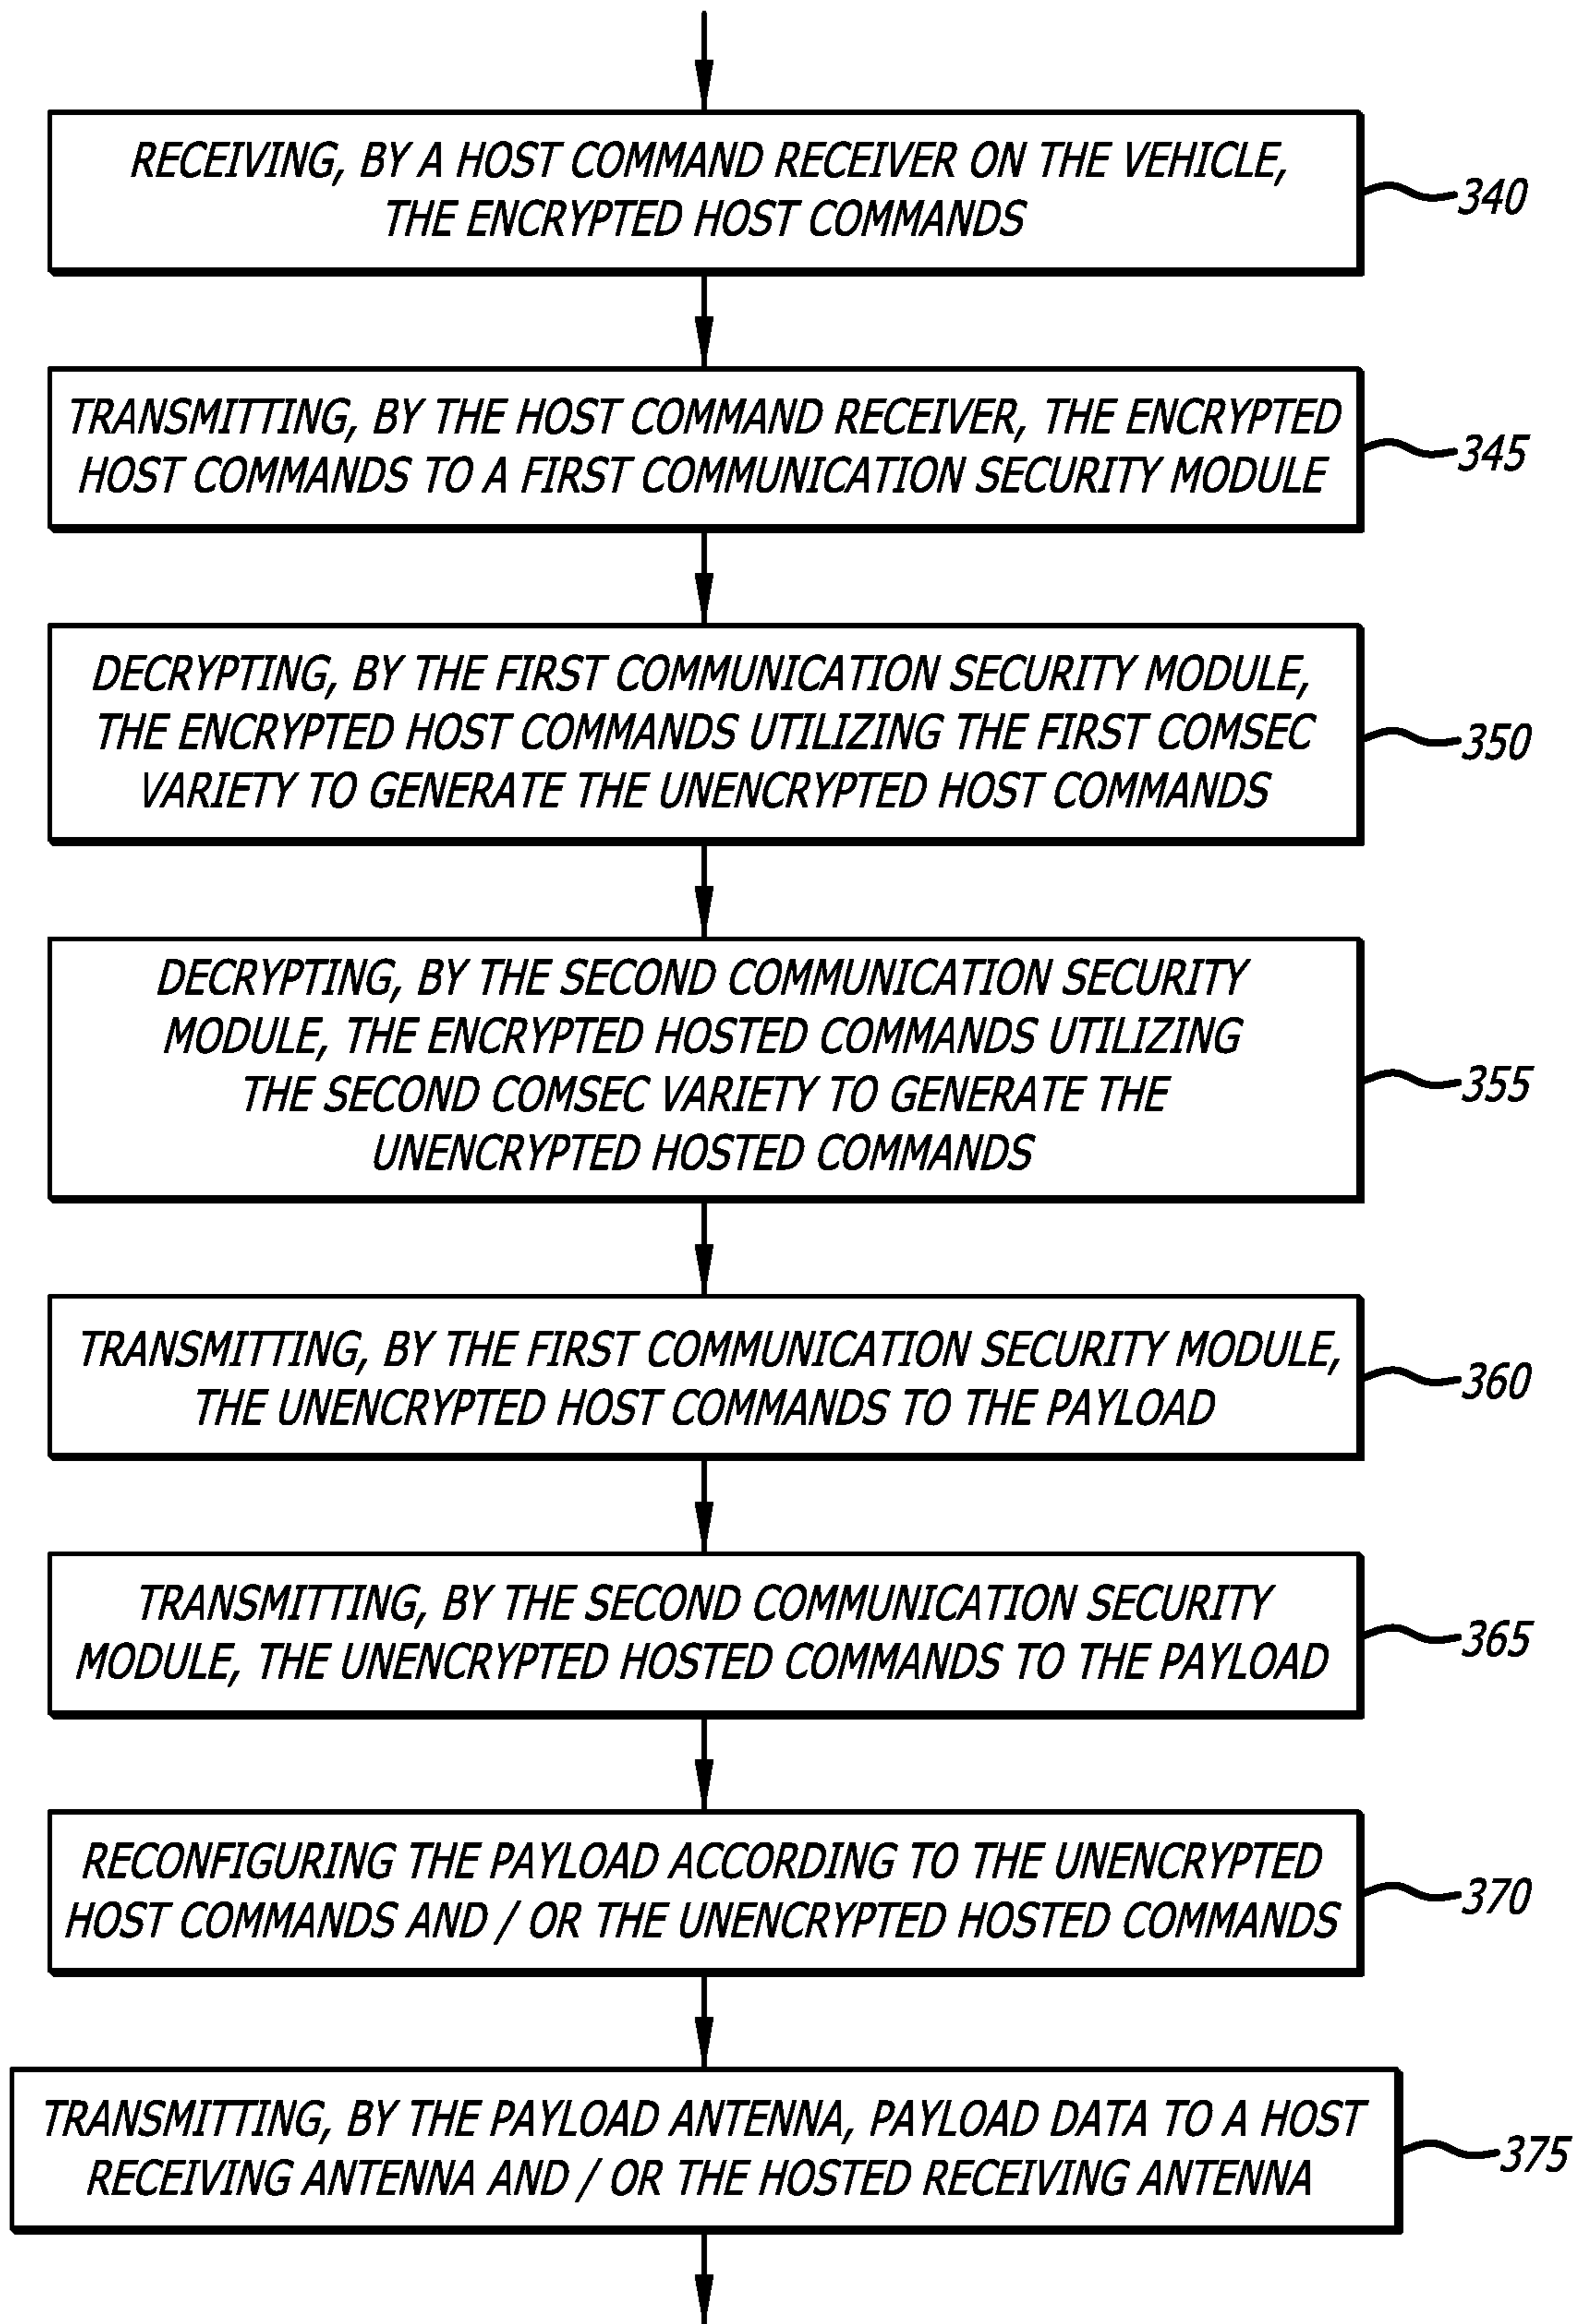 RECEIVING, BY A HOST COMMAND RECEIVER ON THE VEHICLE,
THE ENCRYPTED HOST COMMANDS
340
TRANSMITTING, BY THE HOST COMMAND RECEIVER, THE ENCRYPTED
HOST COMMANDS TO A FIRST COMMUNICATION SECURITY MODULE
345
DECRYPTING, BY THE FIRST COMMUNICATION SECURITY MODULE,
THE ENCRYPTED HOST COMMANDS UTILIZING THE FIRST COMSEC
VARIETY TO GENERATE THE UNENCRYPTED HOST COMMANDS
350
DECRYPTING, BY THE SECOND COMMUNICATION SECURITY
MODULE, THE ENCRYPTED HOSTED COMMANDS UTILIZING
THE SECOND COMSEC VARIETY TO GENERATE THE
UNENCRYPTED HOSTED COMMANDS
355
TRANSMITTING, BY THE FIRST COMMUNICATION SECURITY MODULE,
THE UNENCRYPTED HOST COMMANDS TO THE PAYLOAD
360
TRANSMITTING, BY THE SECOND COMMUNICATION SECURITY
MODULE, THE UNENCRYPTED HOSTED COMMANDS TO THE PAYLOAD
365
RECONFIGURING THE PAYLOAD ACCORDING TO THE UNENCRYPTED
HOST COMMANDS AND / OR THE UNENCRYPTED HOSTED COMMANDS
370
TRANSMITTING, BY THE PAYLOAD ANTENNA, PAYLOAD DATA TO A HOST
RECEIVING ANTENNA AND / OR THE HOSTED RECEIVING ANTENNA
375